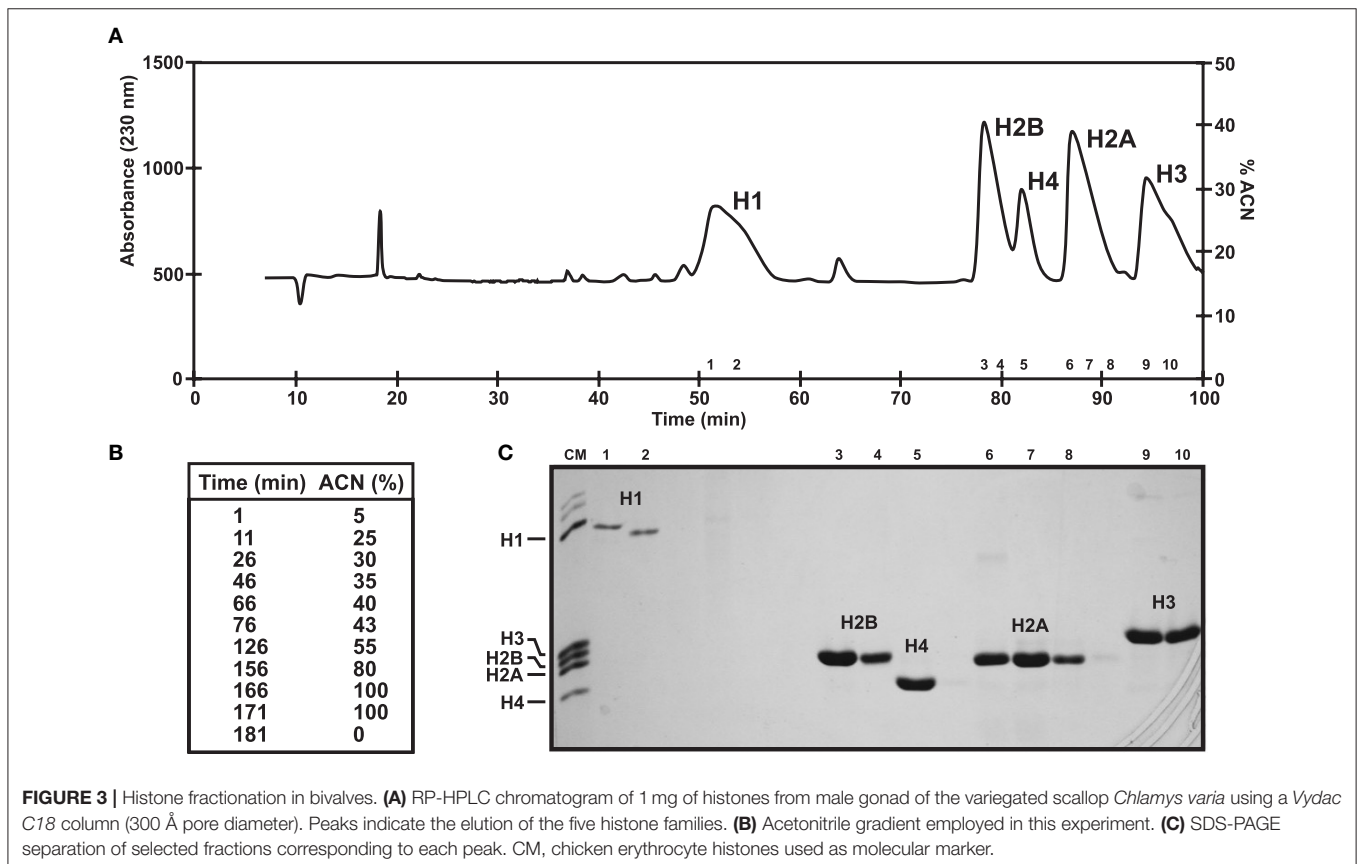 A
1500
1000
500
0
Absorbance (230 nm)
50
40
30
20
10
0
% ACN
H1
H2B
H4
H2A
H3
1 2 3 4 5 6 7 8 9 10
0 10 20 30 40 50 60 70 80 90 100
Time (min)
B
Time (min) ACN (%)
1 5
11 25
26 30
46 35
66 40
76 43
126 55
156 80
166 100
171 100
181 0
C
CM 1 2 3 4 5 6 7 8 9 10
H1
H1
H3
H2B
H2A
H4
H2B
H4
H2A
H3
FIGURE 3 | Histone fractionation in bivalves. (A) RP-HPLC chromatogram of 1 mg of histones from male gonad of the variegated scallop Chlamys varia using a Vydac
C18 column (300 Å pore diameter). Peaks indicate the elution of the five histone families. (B) Acetonitrile gradient employed in this experiment. (C) SDS-PAGE
separation of selected fractions corresponding to each peak. CM, chicken erythrocyte histones used as molecular marker.